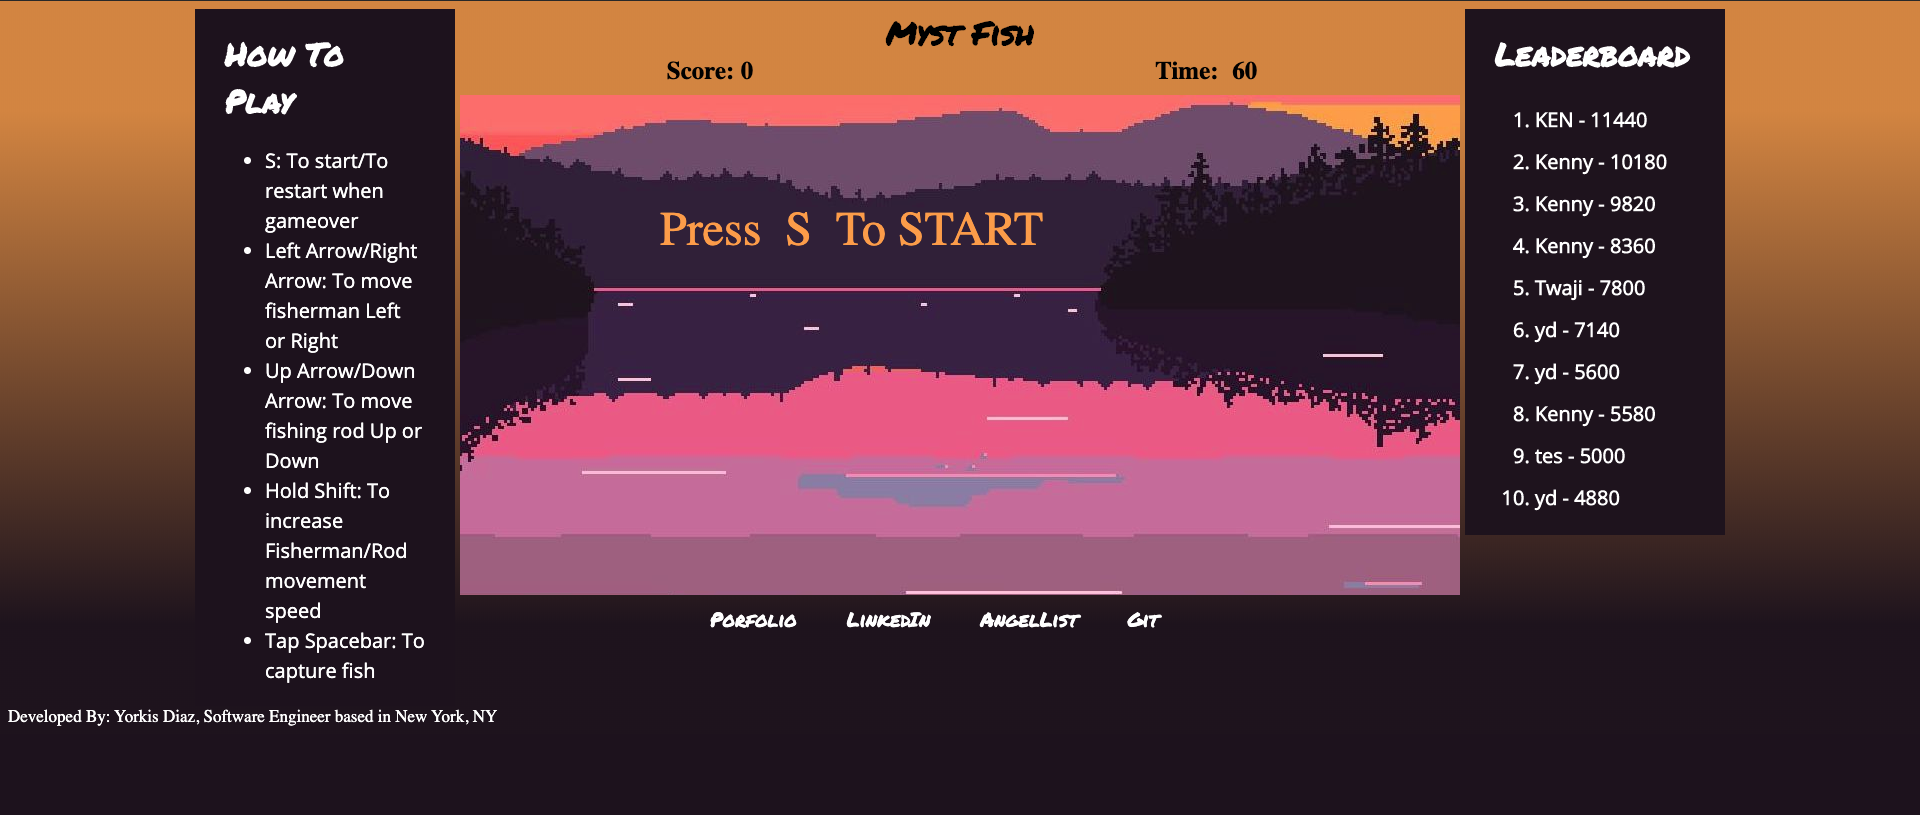 How To
Play
• S: To start/To
restart when
gameover
• Left Arrow/Right
Arrow: To move
fisherman Left
or Right
• Up Arrow/Down
Arrow: To move
fishing rod Up or
Down
• Hold Shift: To
increase
Fisherman/Rod
movement
speed
• Tap Spacebar: To
capture fish
Myst Fish
Score: 0
Time: 60
Press S To START
Porfolio
LinkedIn
AngelList
Git
Leaderboard
1. KEN - 11440
2. Kenny - 10180
3. Kenny - 9820
4. Kenny - 8360
5. Twaji - 7800
6. yd - 7140
7. yd - 5600
8. Kenny - 5580
9. tes - 5000
10. yd - 4880
Developed By: Yorkis Diaz, Software Engineer based in New York, NY